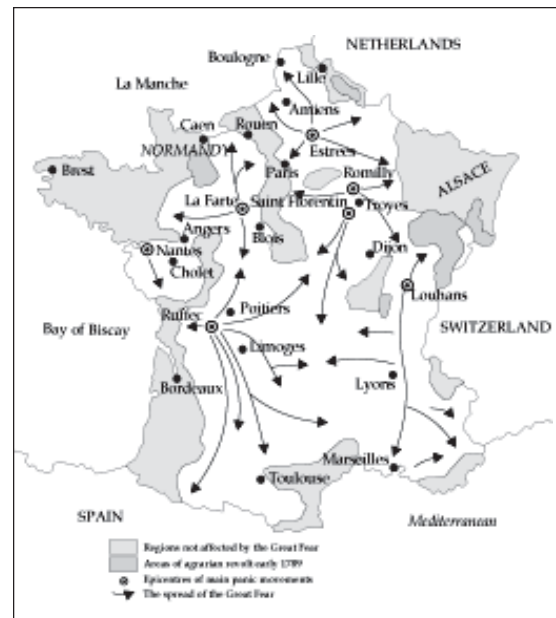 NETHERLANDS
Boulogne
Lille
La Manche
Amiens
Caen
Rouen
Estrees
NORMANDY
Paris
Romilly
ALSACE
Brest
La Farte
Saint Florentin
Troyes
Angers
Blois
Dijon
Nantes
Cholet
Louhans
Ruffec
Poitiers
Bay of Biscay
SWITZERLAND
Limoges
Lyons
Bordeaux
Marseilles
Toulouse
SPAIN
Mediterranean
Regions not affected by the Great Fear
Areas of agrarian revolt early 1789
Epicentres of main panic movements
The spread of the Great Fear